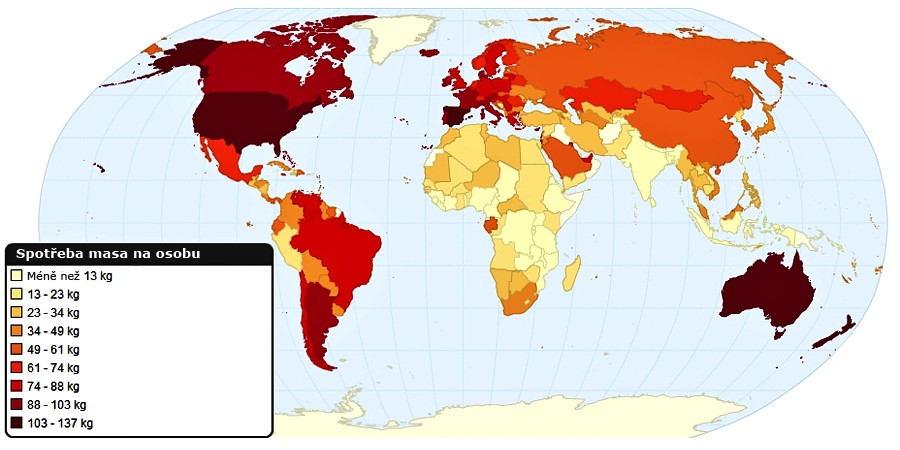 Spotřeba masa na osobu
Méně než 13 kg
13 - 23 kg
23 - 34 kg
34 - 49 kg
49 - 61 kg
61 - 74 kg
74 - 88 kg
88 - 103 kg
103 - 137 kg